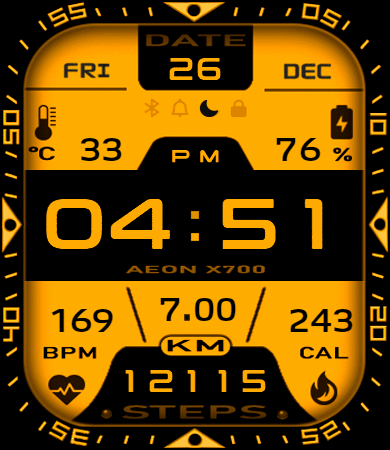 55 05
DATE
FRI 26 DEC
°C 33 PM 76 %
50 10
04:51
AEON X700
169 7.00 243
BPM KM CAL
40 20
12115
STEPS
35 25